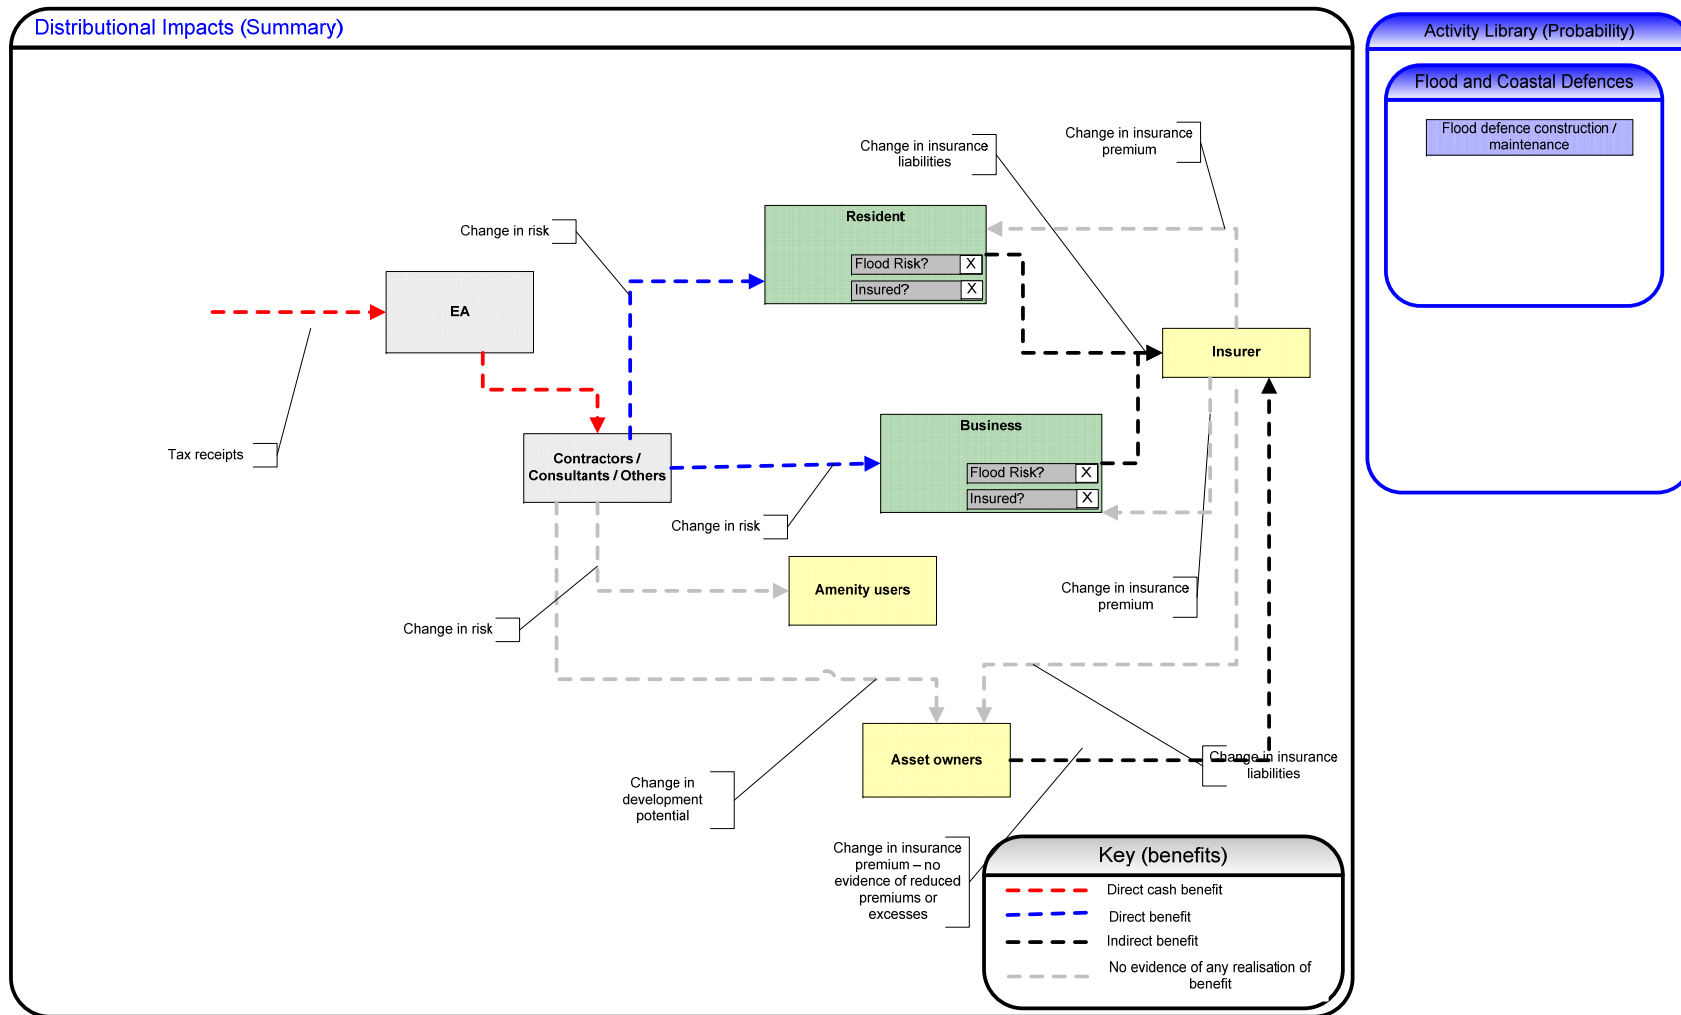 Distributional Impacts (Summary)
Activity Library (Probability)
Flood and Coastal Defences
Flood defence construction /
maintenance
Change in insurance
liabilities
Change in insurance
premium
Change in risk
Resident
Flood Risk? X
Insured? X
EA
Insurer
Tax receipts
Contractors /
Consultants / Others
Business
Flood Risk? X
Insured? X
Change in risk
Amenity users
Change in insurance
premium
Change in risk
Asset owners
Change in insurance
liabilities
Change in
development
potential
Change in insurance
premium – no
evidence of reduced
premiums or
excesses
Key (benefits)
Direct cash benefit
Direct benefit
Indirect benefit
No evidence of any realisation of
benefit